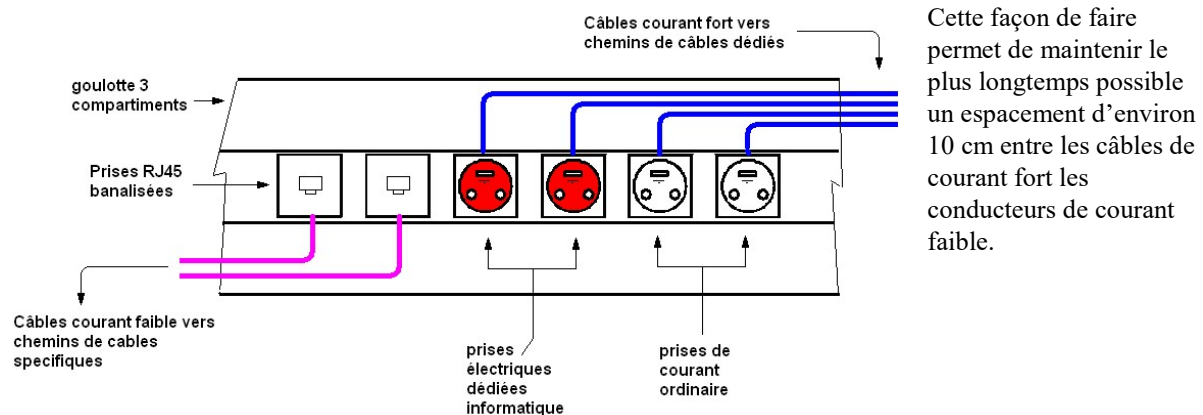 Câbles courant fort vers
chemins de câbles dédiés
goulotte 3
compartiments
Prises RJ45
banalisées
Câbles courant faible vers
chemins de cables
specifiques
prises
électriques
dédiées
informatique
prises de
courant
ordinaire
Cette façon de faire
permet de maintenir le
plus longtemps possible
un espacement d’environ
10 cm entre les câbles de
courant fort les
conducteurs de courant
faible.